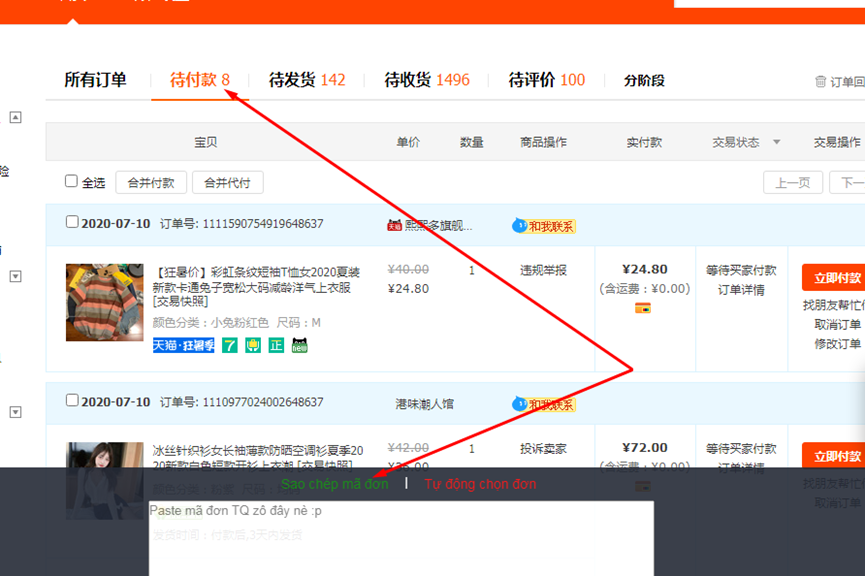 所有订单 待付款 8 待发货 142 待收货 1496 待评价 100 分阶段 订单回
宝贝 单价 数量 商品操作 实付款 交易状态 交易操作
全选 合并付款 合并代付 上一页 下一
2020-07-10 订单号: 1111590754919648637 天猫 熙熙多旗舰... 和我联系
【狂暑价】彩虹条纹短袖T恤女2020夏装 ¥40.00 1 违规举报 ¥24.80 等待买家付款 立即付款
新款卡通兔子宽松大码减龄洋气上衣服 ¥24.80 (含运费：¥0.00) 订单详情
[交易快照] 找朋友帮忙付
颜色分类：小兔粉红色 尺码：M 取消订单
天猫·狂暑季 7 正 new 修改订单
2020-07-10 订单号: 1110977024002648637 港味潮人馆 和我联系
冰丝针织衫女长袖薄款防晒空调衫夏季20 ¥42.00 1 投诉卖家 ¥72.00 等待买家付款 立即付款
20新款白色短款开衫上衣潮 [交易快照] ¥36.00 (含运费：¥0.00) 订单详情
Sao chép mã đơn | Tự động chọn đơn
找朋友帮忙
取消订单
Paste mã đơn TQ zô đây nè :p
发货时间：付款后,3天内发货